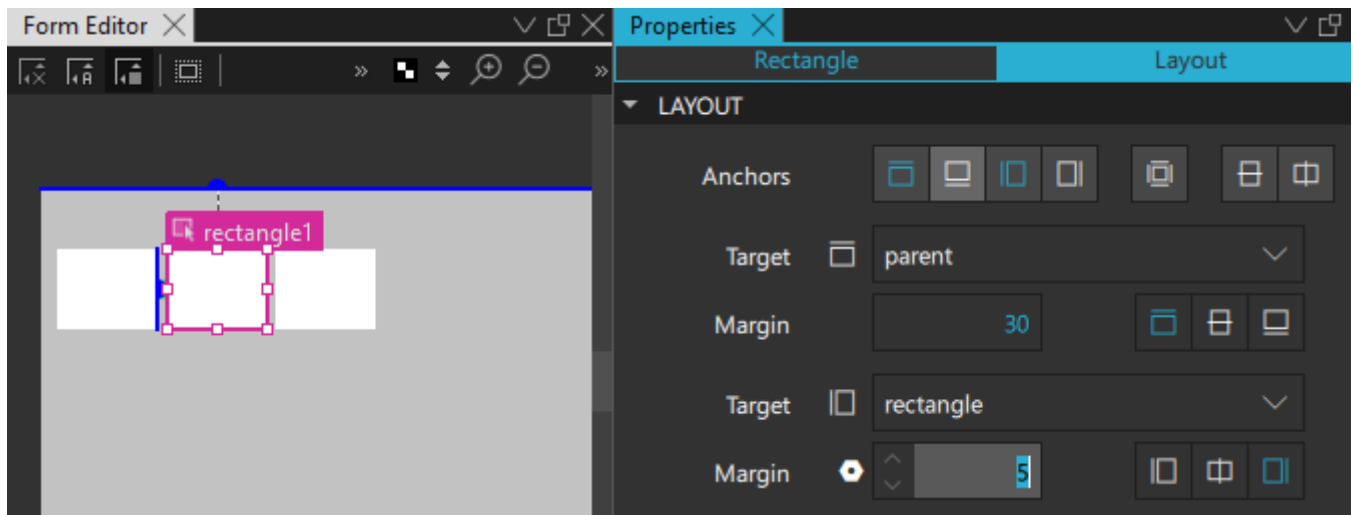 Form Editor
Properties
Rectangle
Layout
LAYOUT
rectangle1
Anchors
Target
parent
Margin
30
Target
rectangle
Margin
5